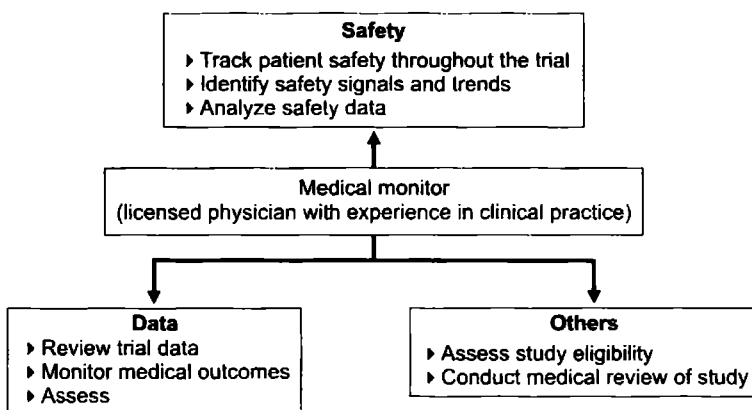 Safety
▸ Track patient safety throughout the trial
▸ Identify safety signals and trends
▸ Analyze safety data
Medical monitor
(licensed physician with experience in clinical practice)
Data
▸ Review trial data
▸ Monitor medical outcomes
▸ Assess
Others
▸ Assess study eligibility
▸ Conduct medical review of study